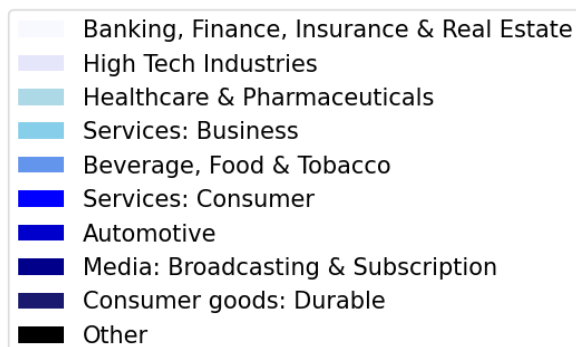 Banking, Finance, Insurance & Real Estate
High Tech Industries
Healthcare & Pharmaceuticals
Services: Business
Beverage, Food & Tobacco
Services: Consumer
Automotive
Media: Broadcasting & Subscription
Consumer goods: Durable
Other